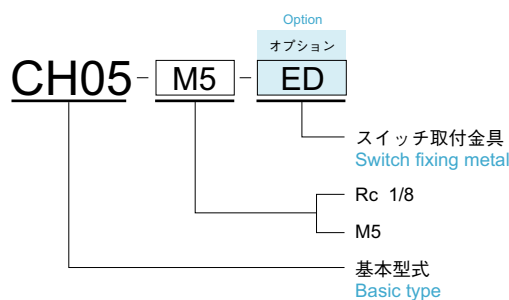 Option
オプション
CH05 - M5 - ED
スイッチ取付金具
Switch fixing metal
Rc 1/8
M5
基本型式
Basic type